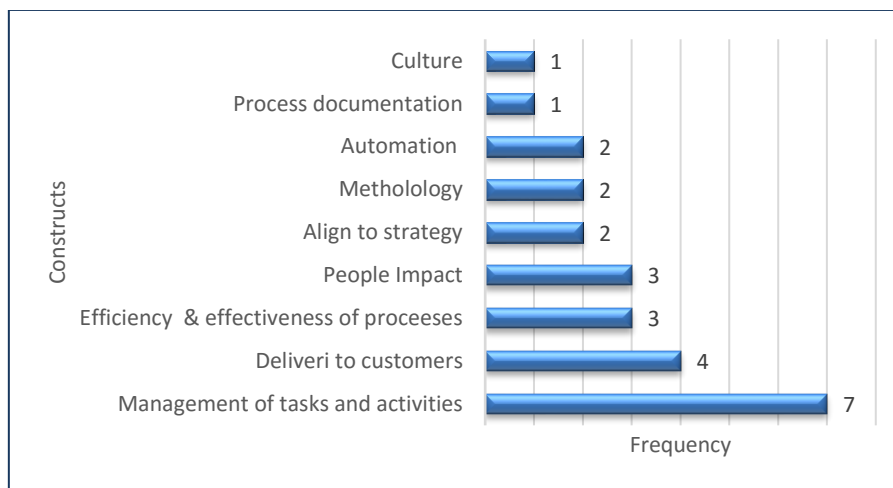 Culture 1
Process documentation 1
Automation 2
Metholology 2
Align to strategy 2
People Impact 3
Efficiency & effectiveness of proceeses 3
Deliveri to customers 4
Management of tasks and activities 7
Constructs
Frequency